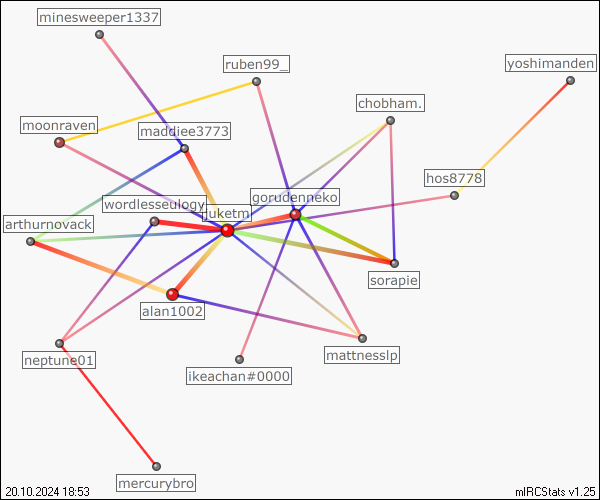 minesweeper1337
ruben99_
yoshimanden
chobham.
moonraven
maddiee3773
hos8778
gorudenneko
wordlesseulogy
juketm
arthurnovack
sorapie
alan1002
mattnesslp
neptune01
ikeachan#0000
mercurybro
20.10.2024 18:53
mIRCStats v1.25